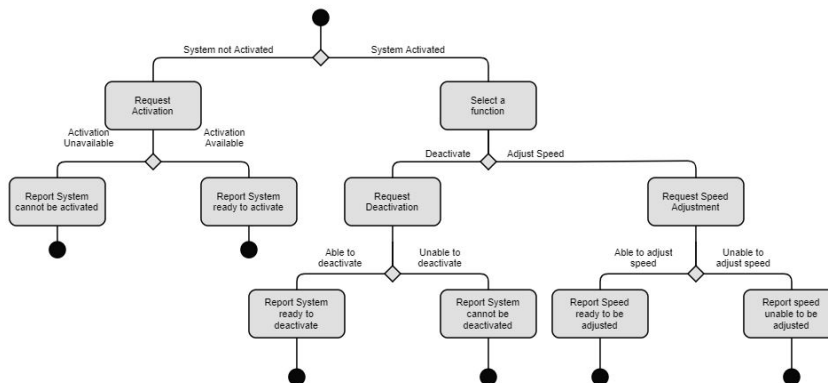 System not Activated
System Activated
Request
Activation
Select a
function
Activation
Unavailable
Activation
Available
Deactivate
Adjust Speed
Report System
cannot be activated
Report System
ready to activate
Request
Deactivation
Request Speed
Adjustment
Able to
deactivate
Unable to
deactivate
Able to adjust
speed
Unable to
adjust speed
Report System
ready to
deactivate
Report System
cannot be
deactivated
Report Speed
ready to be
adjusted
Report speed
unable to be
adjusted